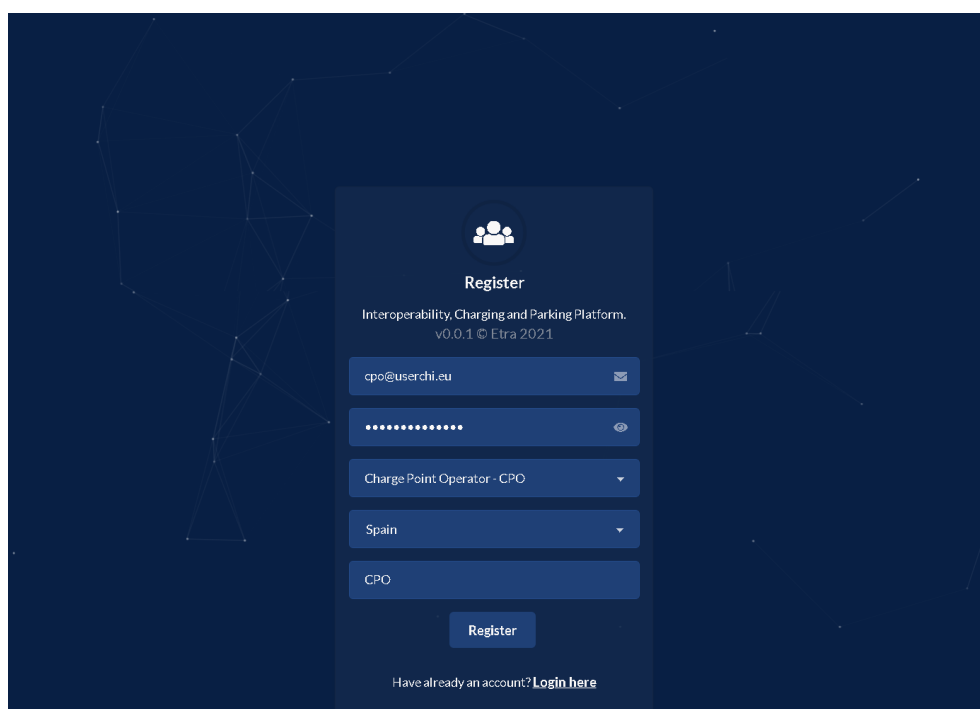 Register
Interoperability, Charging and Parking Platform.
v0.0.1 © Etra 2021
cpo@userchi.eu
••••••••••••••
Charge Point Operator - CPO
Spain
CPO
Register
Have already an account? Login here